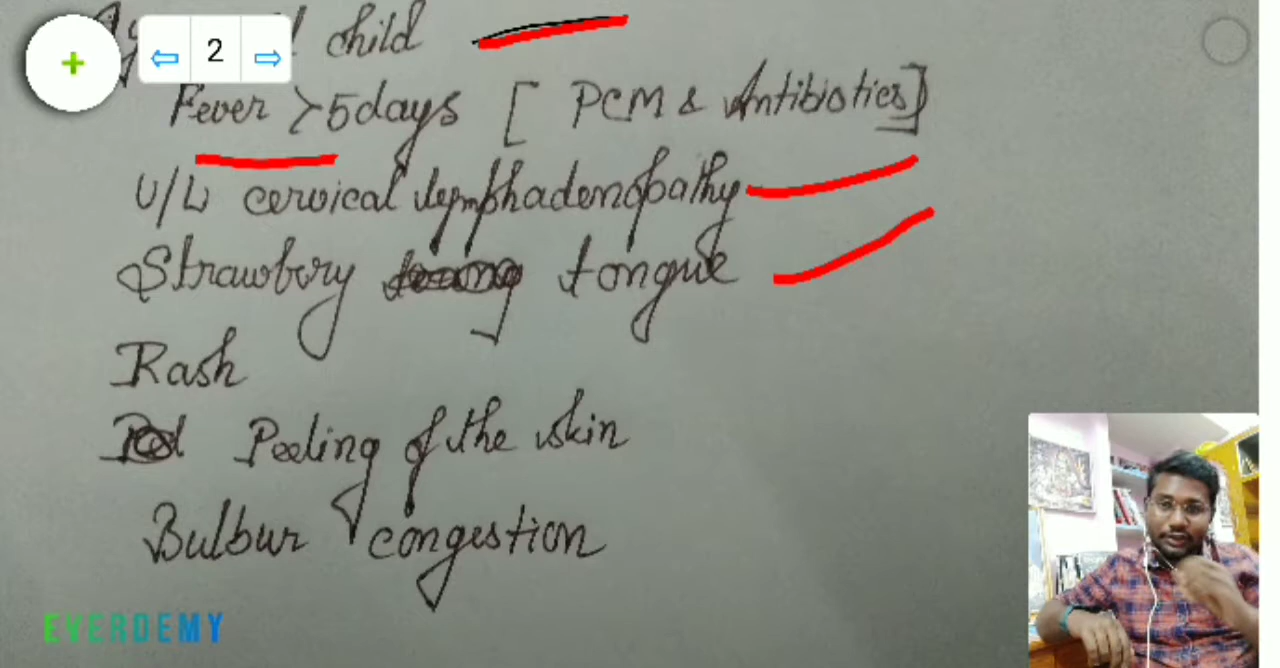 2
child
Fever >5days [ PCM & Antibiotics]
U/L cervical lymphadenopathy
Strawbery tongue
Rash
Peeling of the skin
Bulbur congestion
EVERDEMY